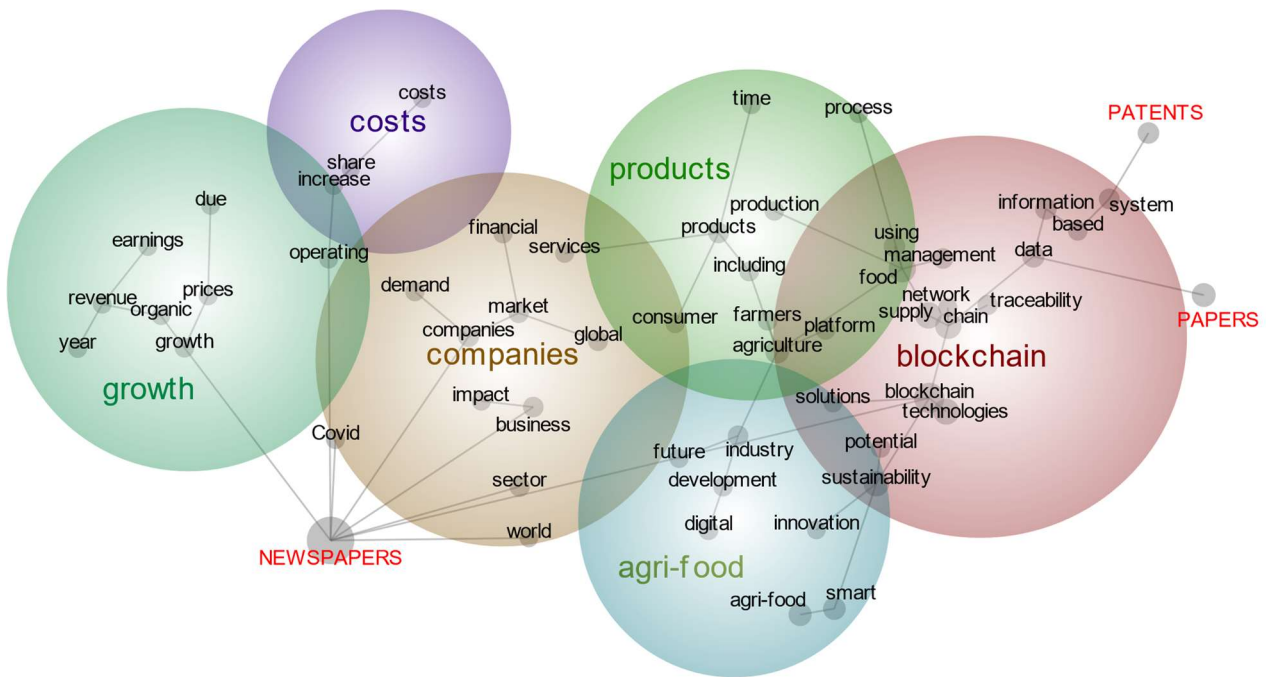 costs
costs
share
increase
operating
due
earnings
revenue
organic
prices
year
growth
growth
Covid
NEWSPAPERS
financial
services
demand
market
companies
global
companies
impact
business
sector
world
time
process
products
production
products
including
consumer
farmers
platform
agriculture
using
management
food
network
supply
chain
traceability
information
based
system
data
PATENTS
PAPERS
blockchain
solutions
blockchain
technologies
potential
sustainability
future
industry
development
digital
innovation
agri-food
agri-food
smart